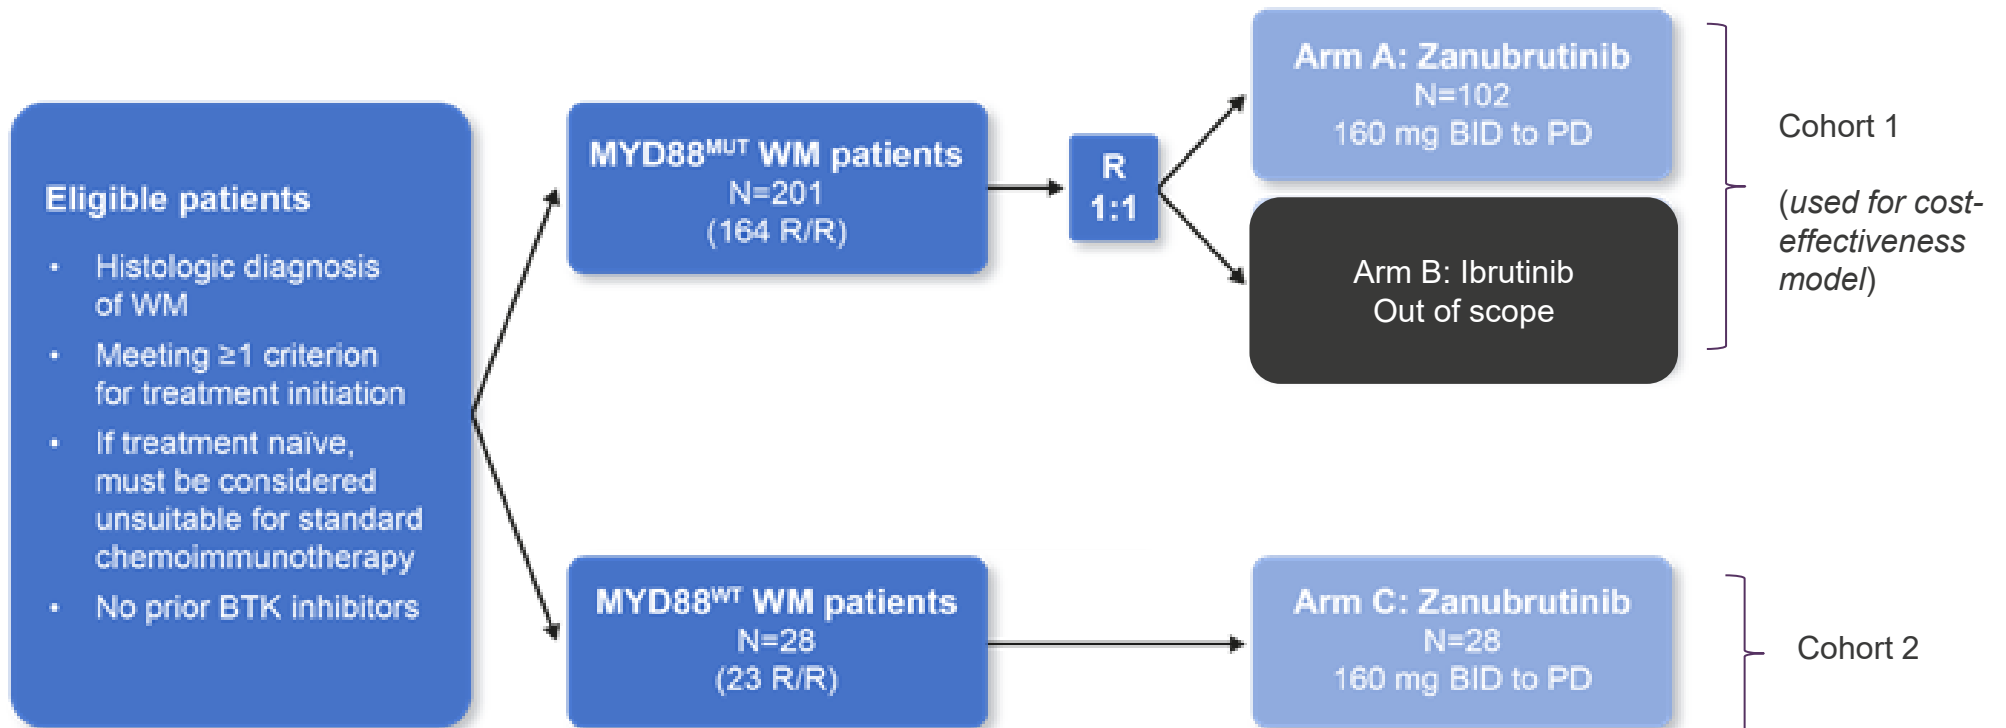 Eligible patients
• Histologic diagnosis
of WM
• Meeting ≥1 criterion
for treatment initiation
• If treatment naïve,
must be considered
unsuitable for standard
chemoimmunotherapy
• No prior BTK inhibitors
MYD88ᴹᵁᵀ WM patients
N=201
(164 R/R)
R
1:1
Arm A: Zanubrutinib
N=102
160 mg BID to PD
Arm B: Ibrutinib
Out of scope
Cohort 1
(used for cost-
effectiveness
model)
MYD88ᵂᵀ WM patients
N=28
(23 R/R)
Arm C: Zanubrutinib
N=28
160 mg BID to PD
Cohort 2